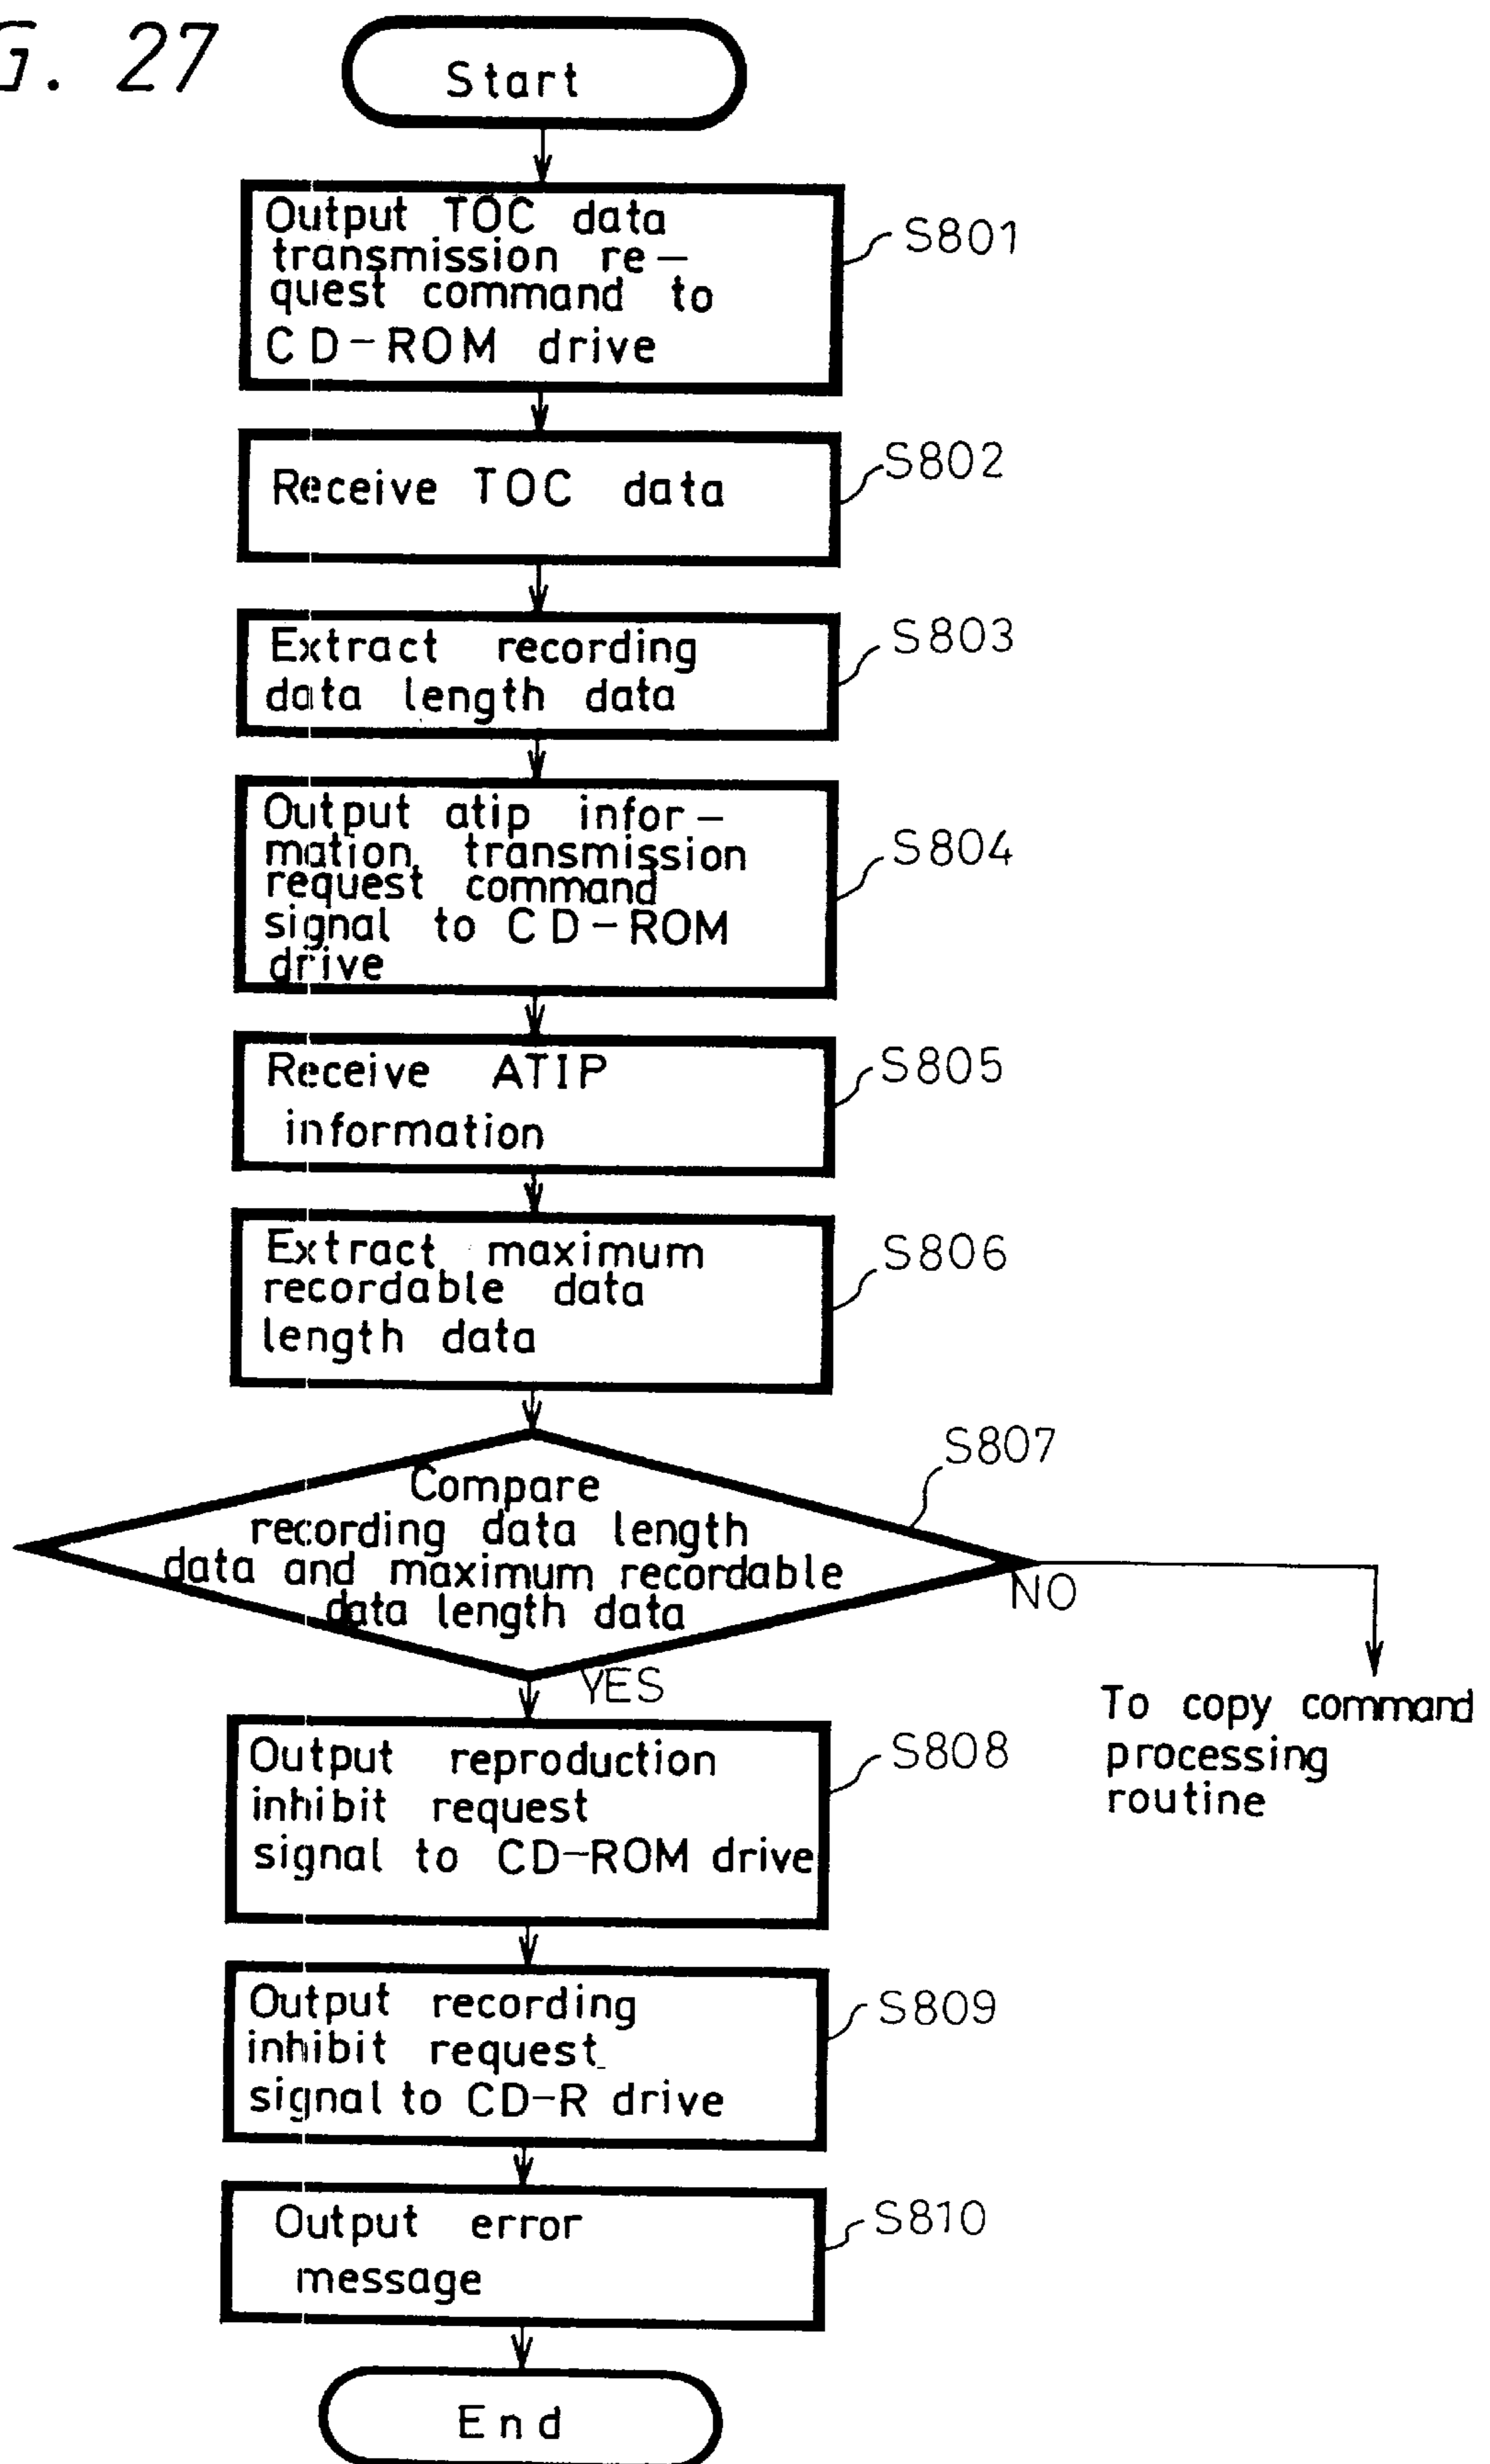 G. 27
Start
Output TOC data
transmission re-
quest command to
CD-ROM drive
S801
Receive TOC data
S802
Extract recording
data length data
S803
Output atip infor-
mation transmission
request command
signal to CD-ROM
drive
S804
Receive ATIP
information
S805
Extract maximum
recordable data
length data
S806
Compare
recording data length
data and maximum recordable
data length data
S807
NO
YES
To copy command
processing
routine
Output reproduction
inhibit request
signal to CD-ROM drive
S808
Output recording
inhibit request
signal to CD-R drive
S809
Output error
message
S810
End